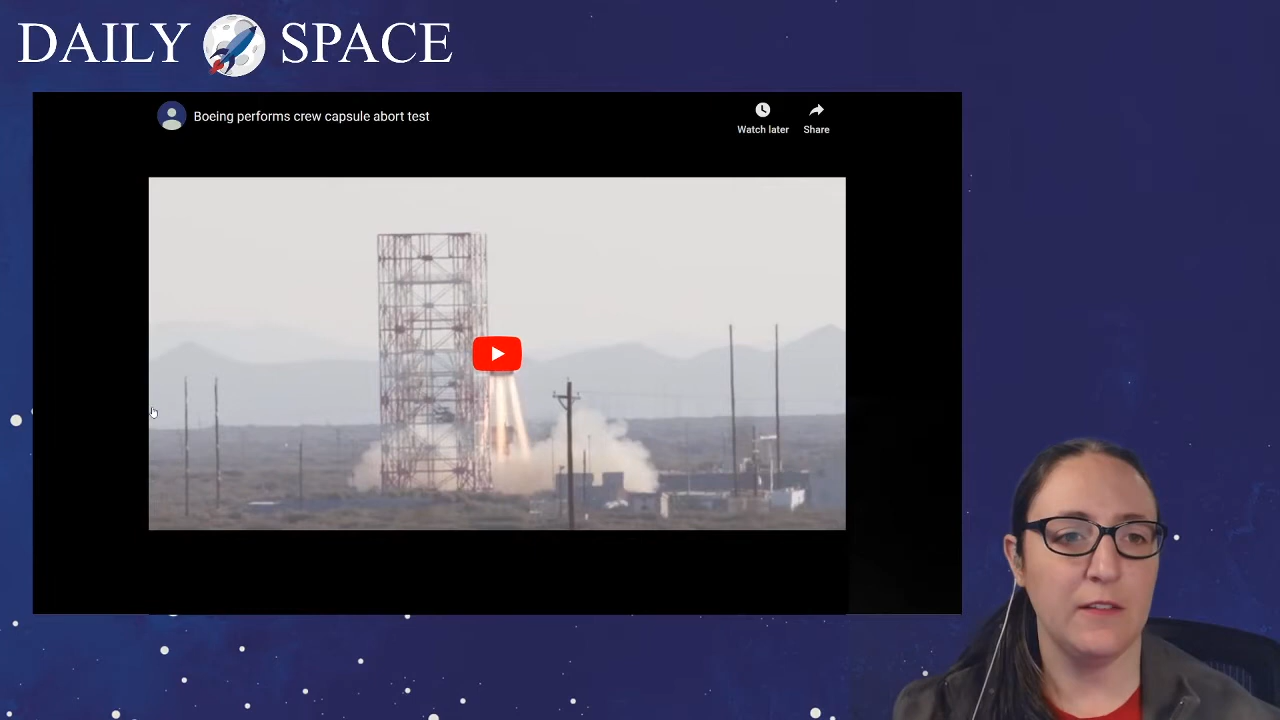 DAILY SPACE
Boeing performs crew capsule abort test
Watch later
Share